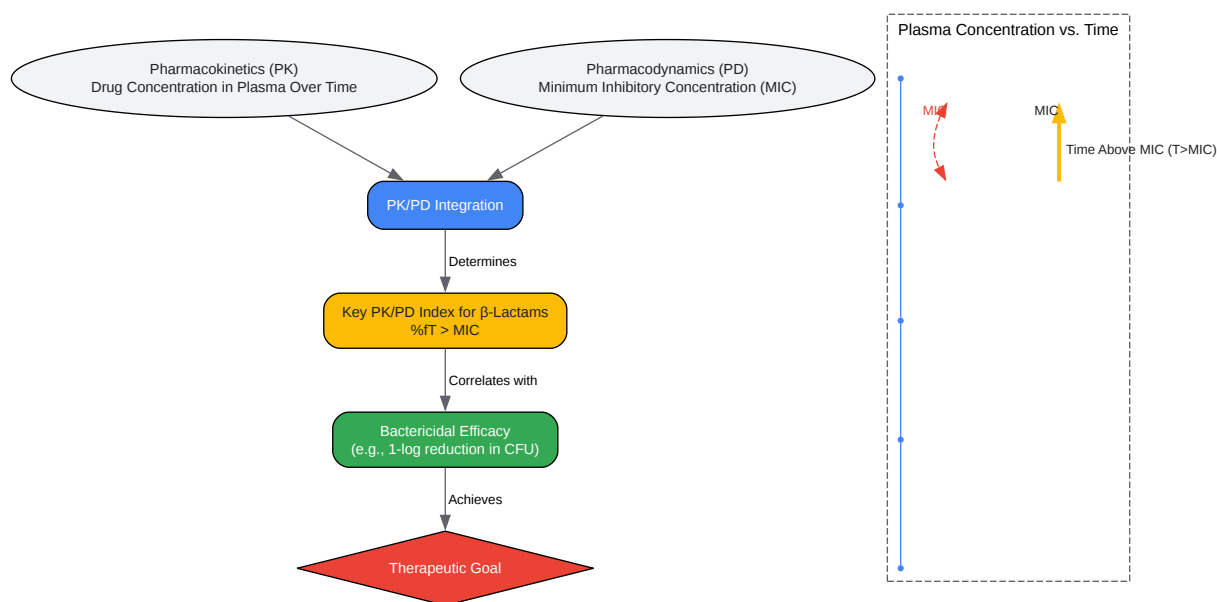 Pharmacokinetics (PK)
Drug Concentration in Plasma Over Time
Pharmacodynamics (PD)
Minimum Inhibitory Concentration (MIC)
PK/PD Integration
Determines
Key PK/PD Index for β-Lactams
%fT > MIC
Correlates with
Bactericidal Efficacy
(e.g., 1-log reduction in CFU)
Achieves
Therapeutic Goal
Plasma Concentration vs. Time
MIC
MIC
Time Above MIC (T>MIC)